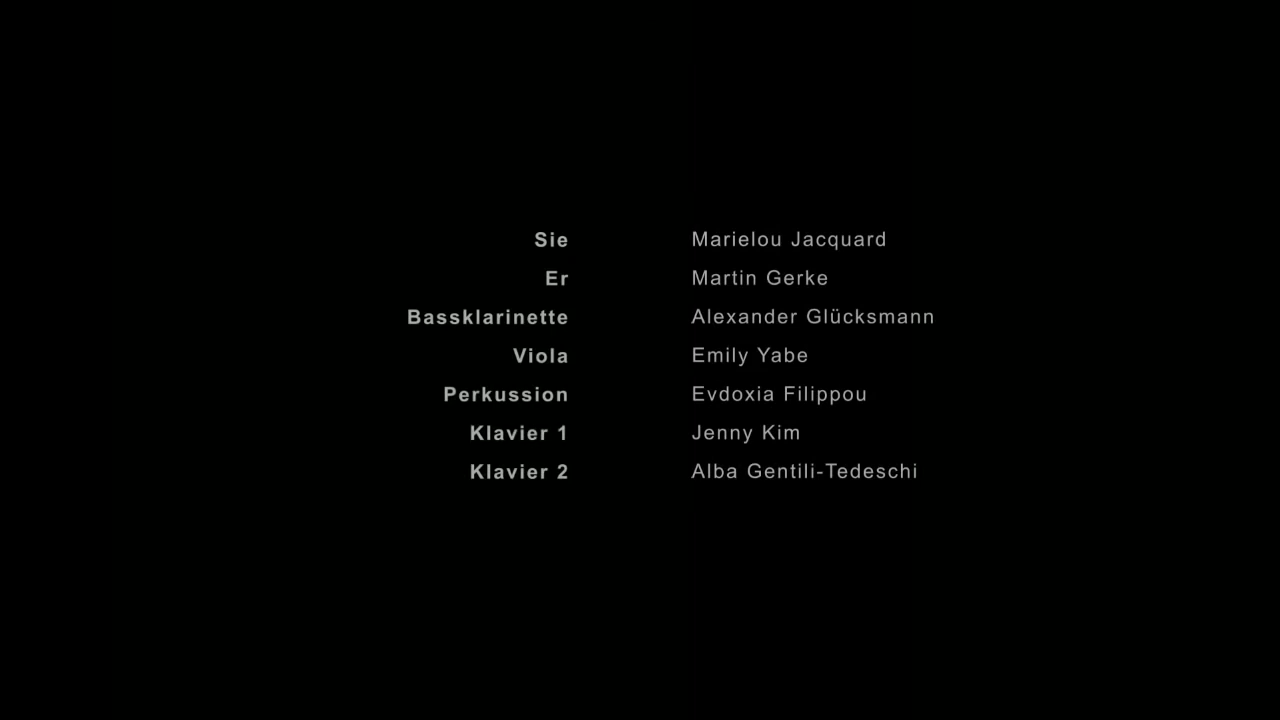 Sie Marielou Jacquard
Er Martin Gerke
Bassklarinette Alexander Glücksmann
Viola Emily Yabe
Perkussion Evdoxia Filippou
Klavier 1 Jenny Kim
Klavier 2 Alba Gentili-Tedeschi